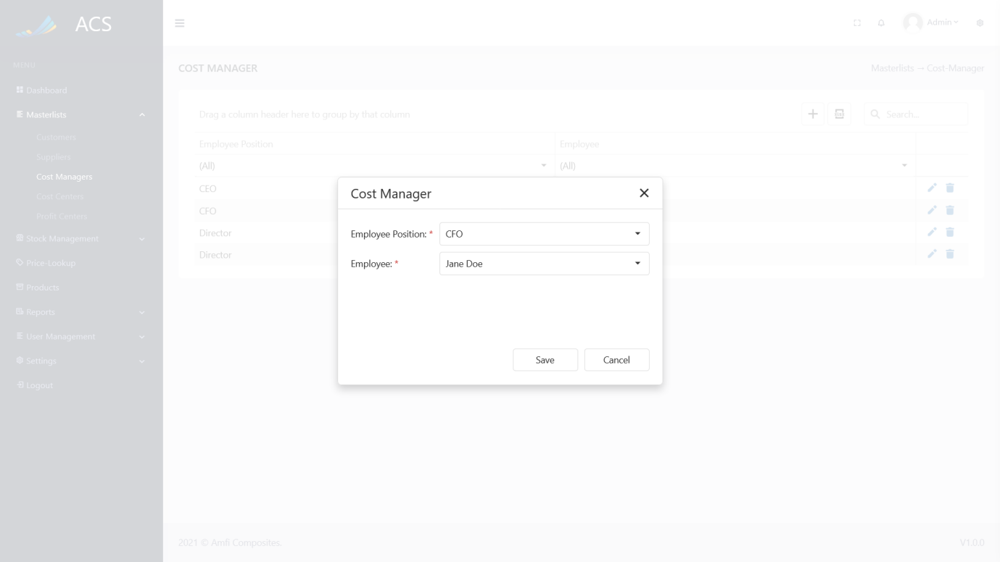 ACS
Admin
MENU
COST MANAGER
Masterlists → Cost-Manager
Dashboard
Masterlists
Customers
Suppliers
Cost Managers
Cost Centers
Profit Centers
Stock Management
Price-Lookup
Products
Reports
User Management
Settings
Logout
Drag a column header here to group by that column
Search...
Employee Position
Employee
(All)
(All)
CEO
CFO
Director
Director
Cost Manager
Employee Position: *
CFO
Employee: *
Jane Doe
Save
Cancel
2021 © Amfi Composites.
V1.0.0